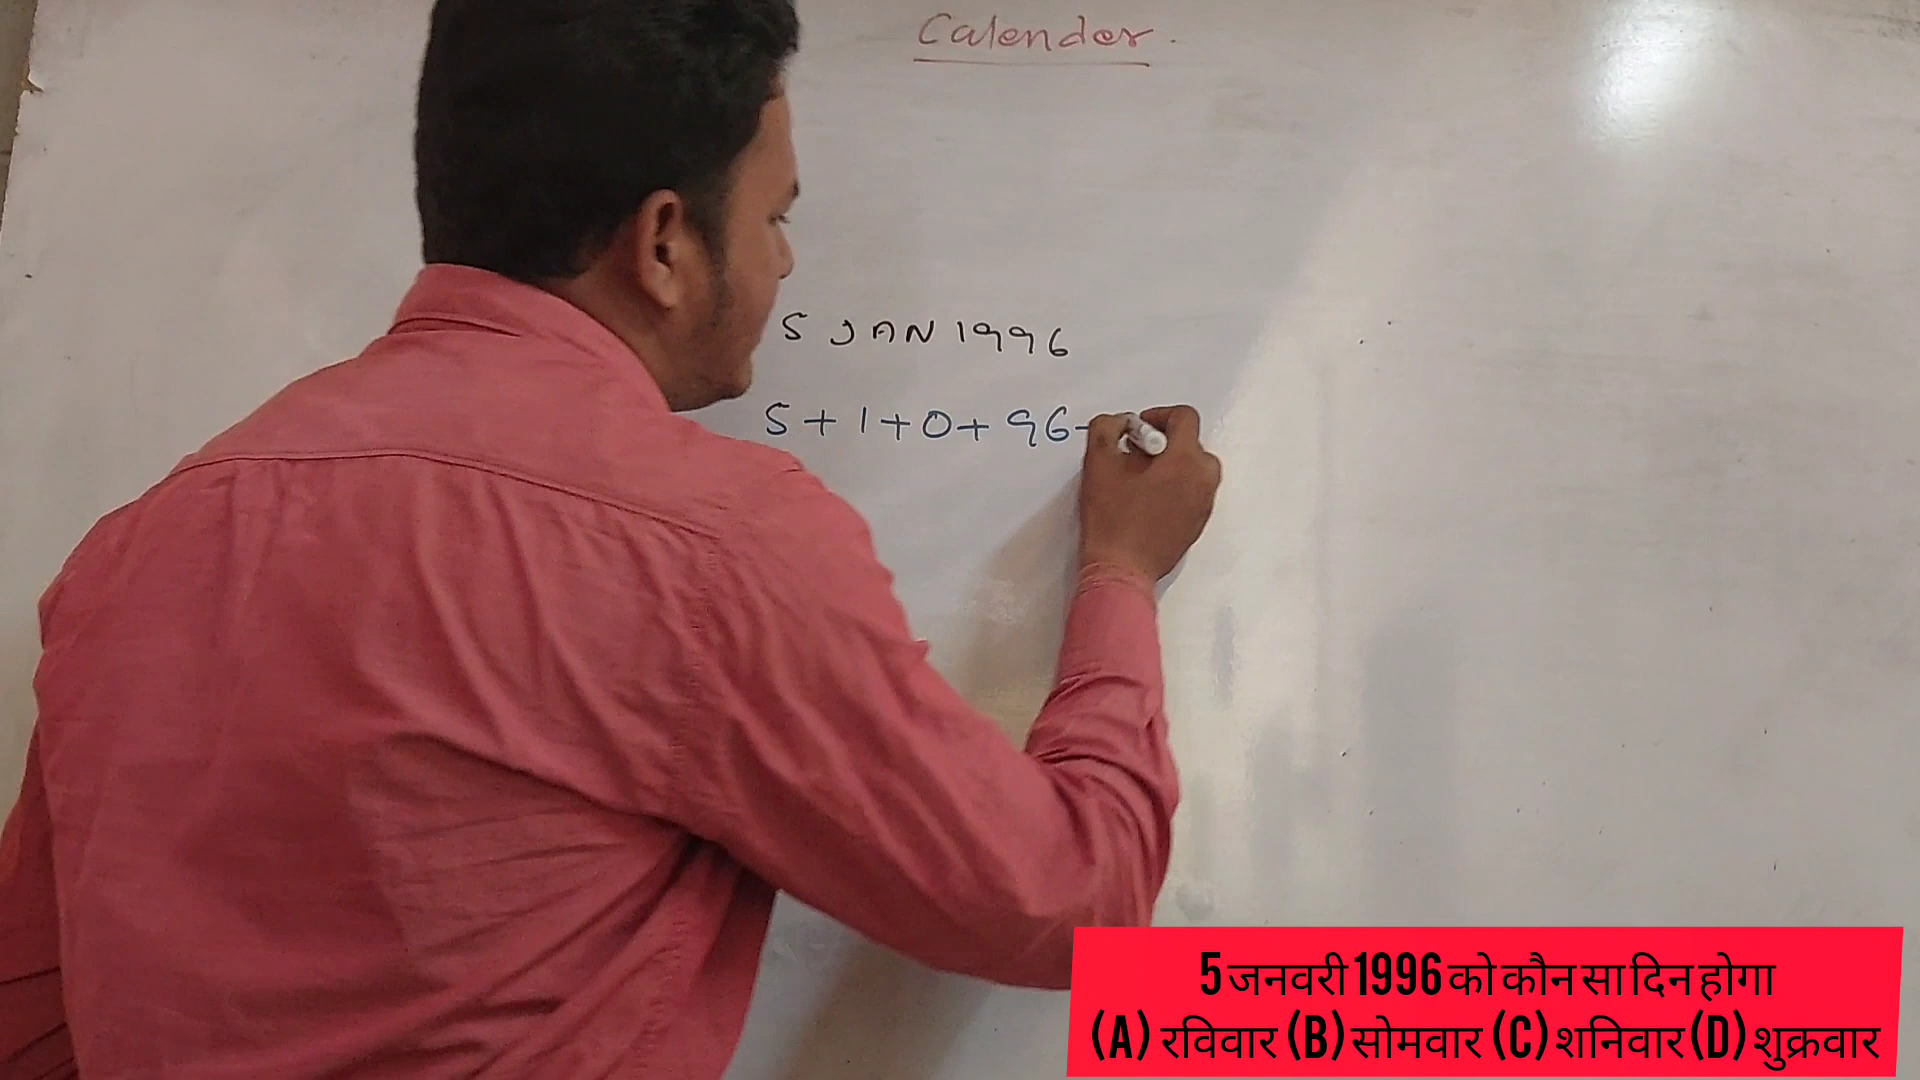 Calender.
5 JAN 1996
5+1+0+96-
5 जनवरी 1996 को कौन सा दिन होगा
(A) रविवार (B) सोमवार (C) शनिवार (D) शुक्रवार